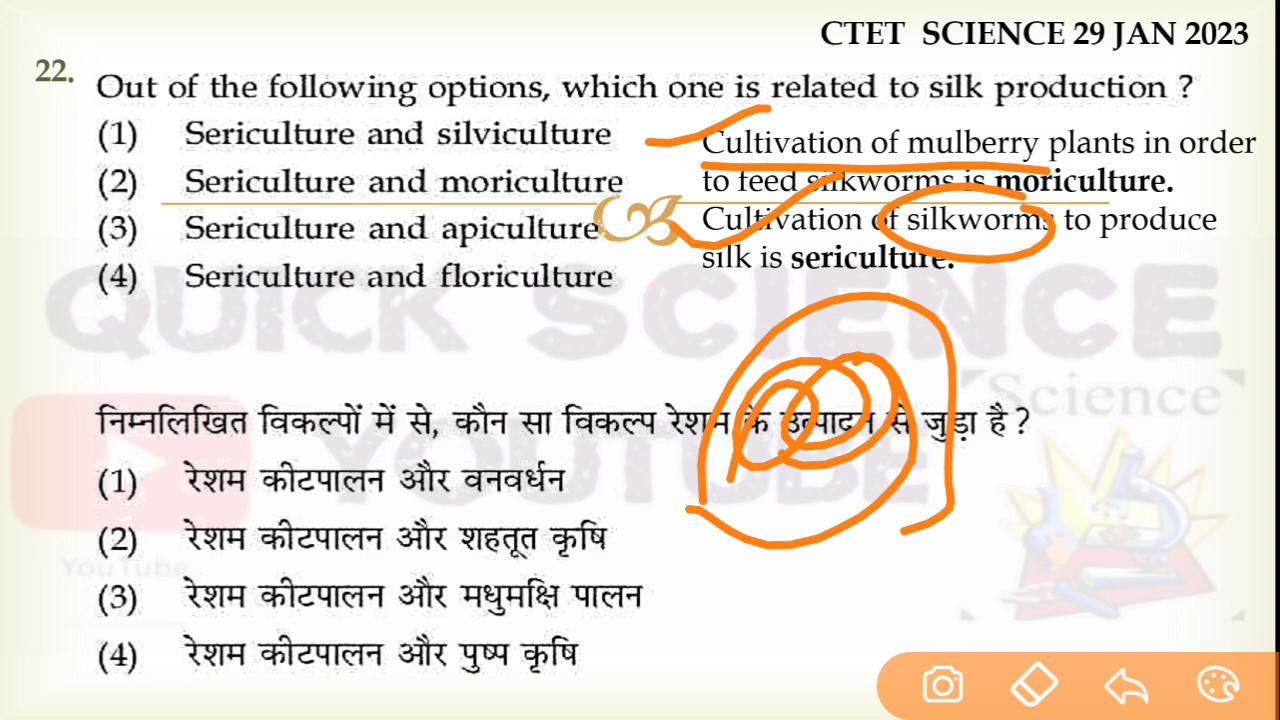 CTET SCIENCE 29 JAN 2023
22. Out of the following options, which one is related to silk production ?
(1) Sericulture and silviculture
(2) Sericulture and moriculture
(3) Sericulture and apiculture
(4) Sericulture and floriculture
Cultivation of mulberry plants in order
to feed silkworms is moriculture.
Cultivation of silkworms to produce
silk is sericulture.
QUICK SCIENCE
Science
निम्नलिखित विकल्पों में से, कौन सा विकल्प रेशम के उत्पादन से जुड़ा है ?
(1) रेशम कीटपालन और वनवर्धन
(2) रेशम कीटपालन और शहतूत कृषि
(3) रेशम कीटपालन और मधुमक्षि पालन
(4) रेशम कीटपालन और पुष्प कृषि
YOUTUBE
YouTube